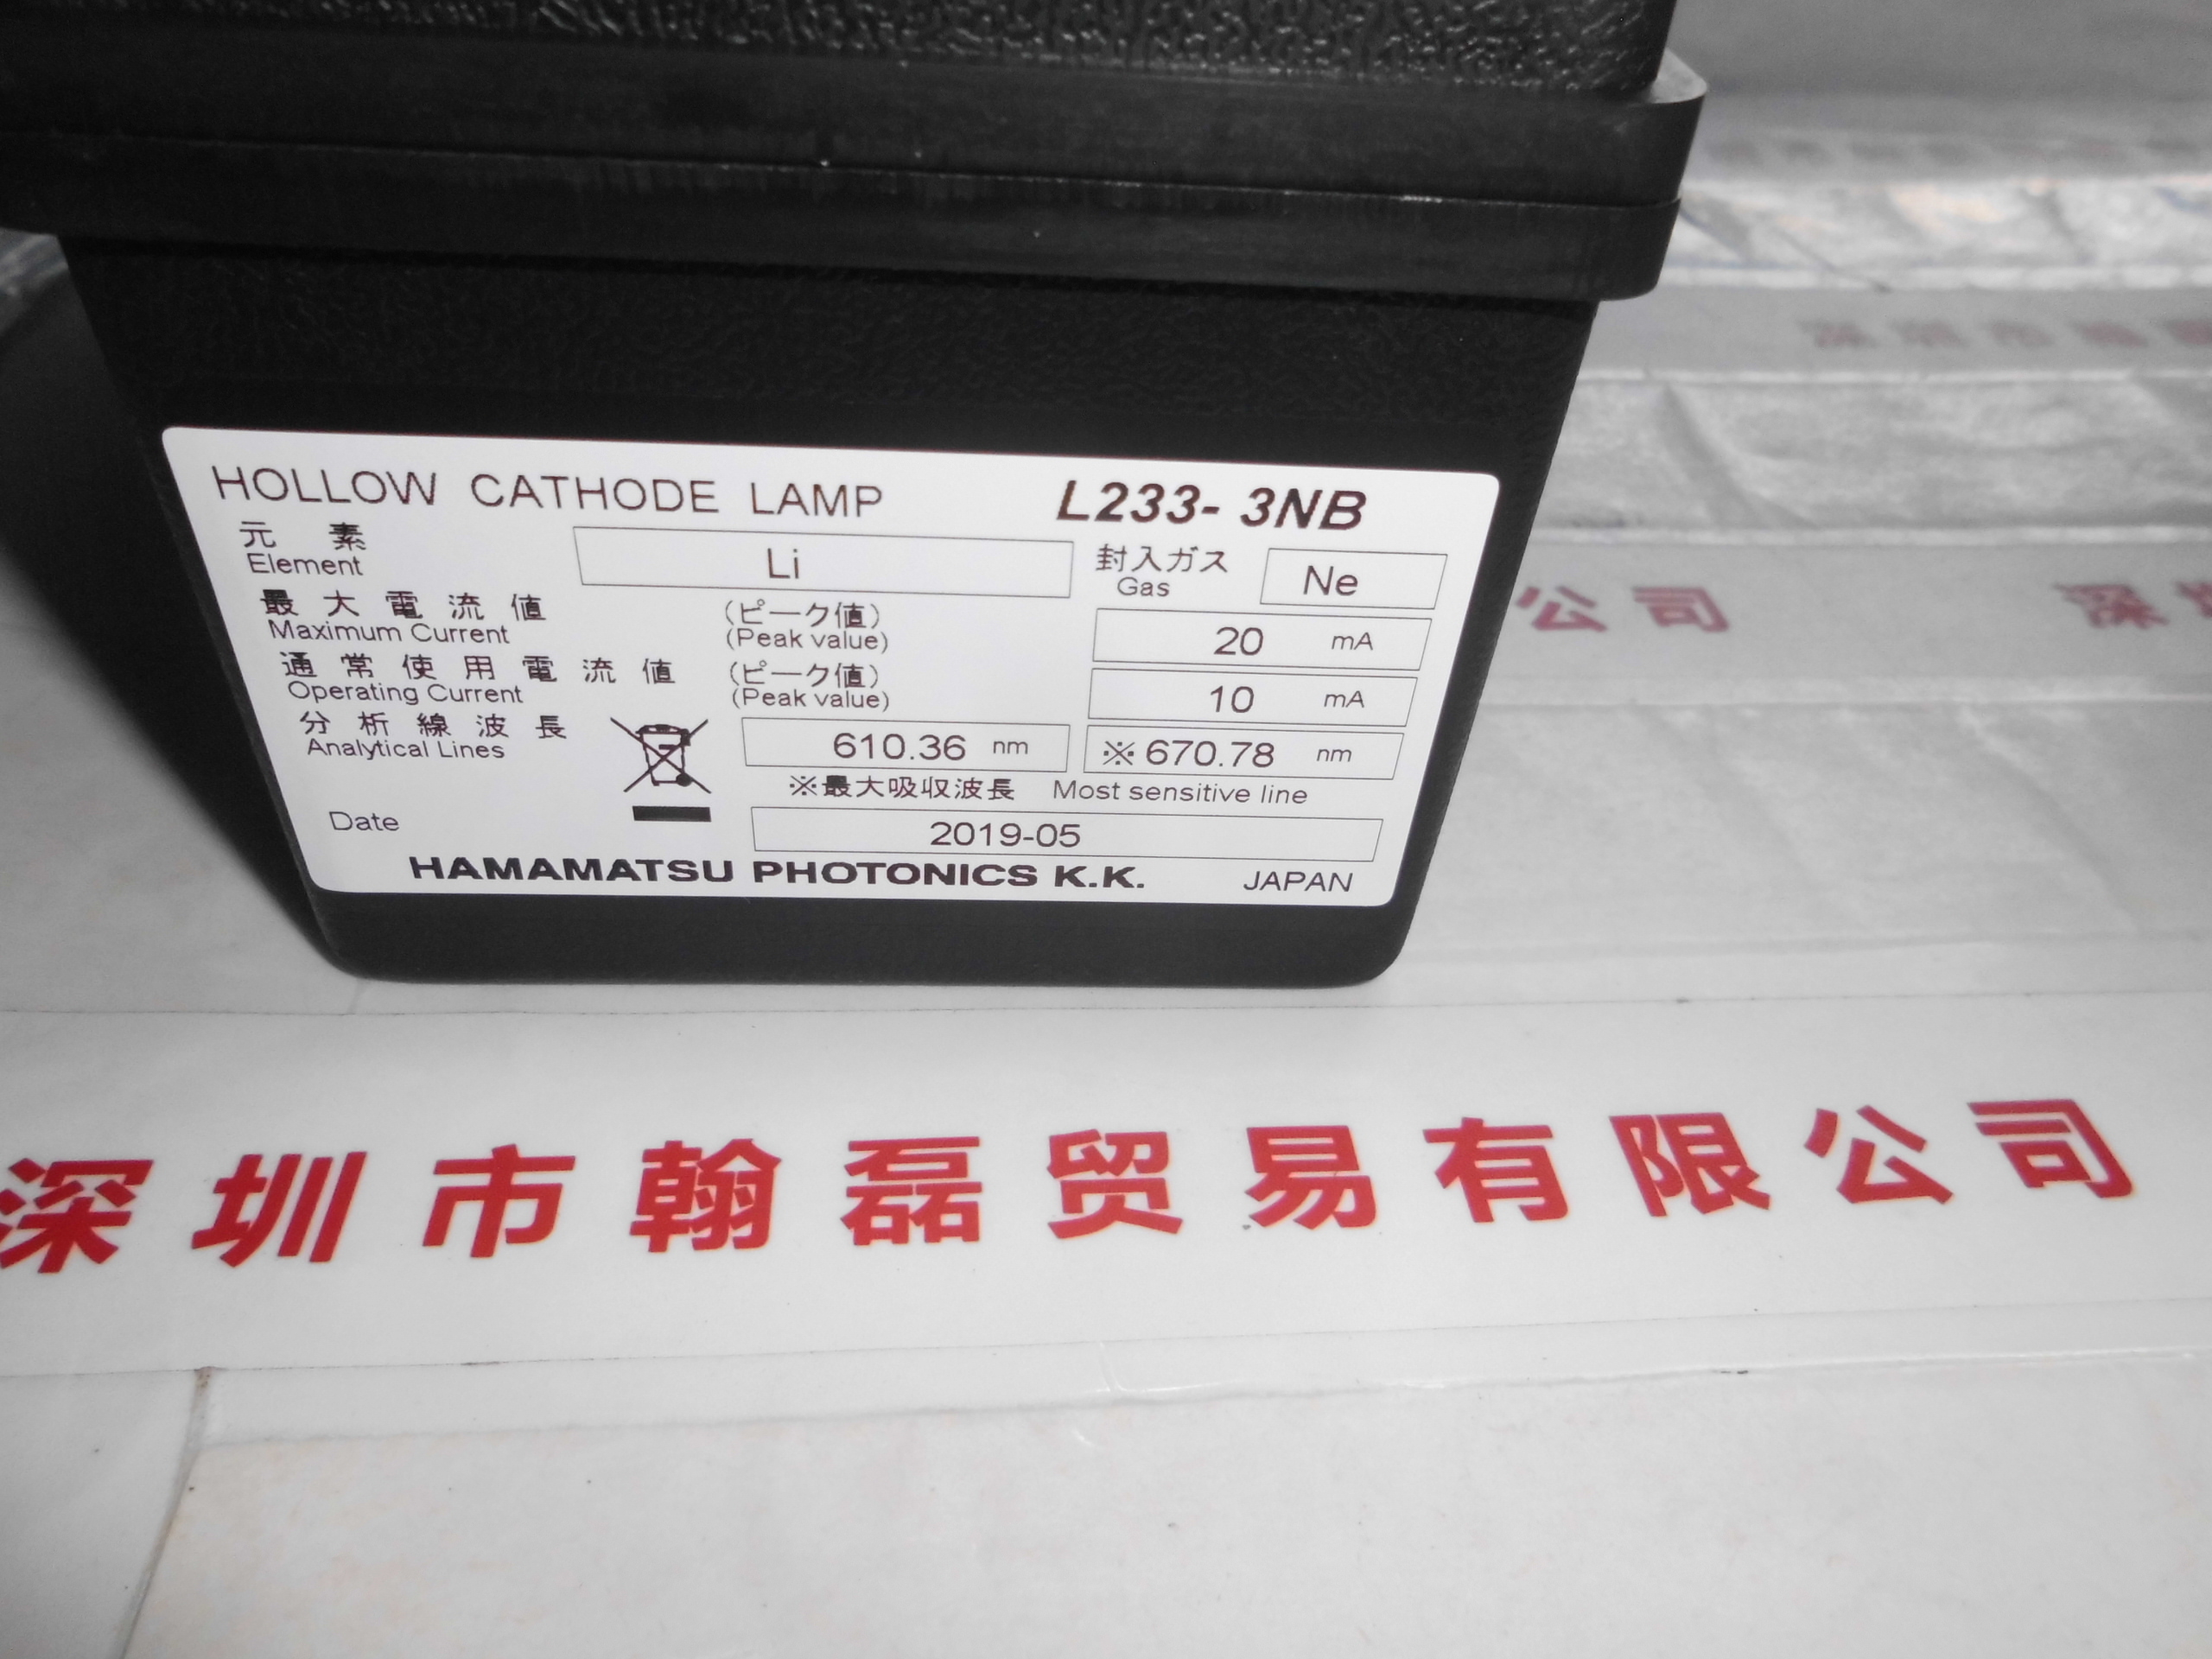 HOLLOW CATHODE LAMP L233- 3NB
元 素 Li 封入ガス Ne
Element Gas
最 大 電 流 値 (ピーク値) 20 mA
Maximum Current (Peak value)
通 常 使 用 電 流 値 (ピーク値) 10 mA
Operating Current (Peak value)
分 析 線 波 長 610.36 nm ※670.78 nm
Analytical Lines
※最大吸収波長 Most sensitive line
Date 2019-05
HAMAMATSU PHOTONICS K.K. JAPAN
深圳市
公司
深圳市翰磊贸易有限公司